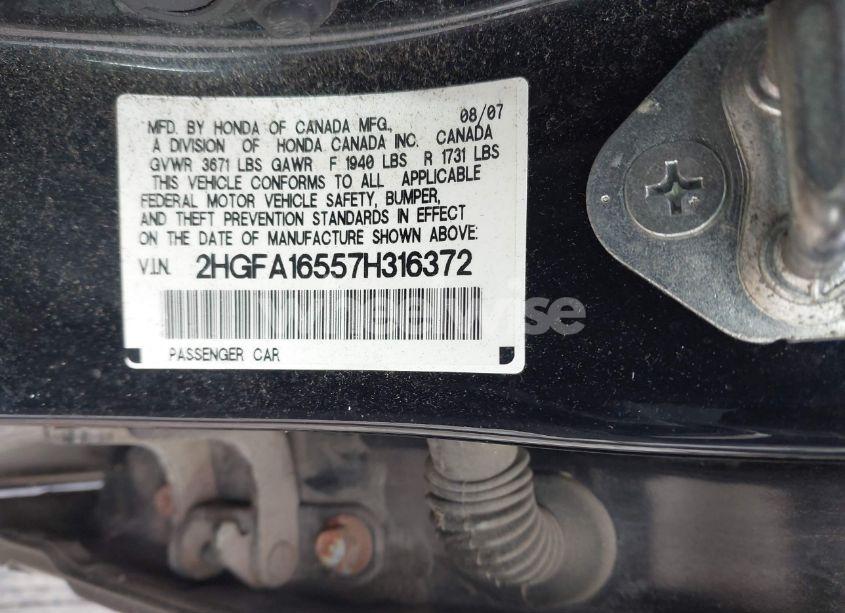 08/07
MFD. BY HONDA OF CANADA MFG.,
A DIVISION OF HONDA CANADA INC. CANADA
GVWR 3671 LBS GAWR F 1940 LBS R 1731 LBS
THIS VEHICLE CONFORMS TO ALL APPLICABLE
FEDERAL MOTOR VEHICLE SAFETY, BUMPER,
AND THEFT PREVENTION STANDARDS IN EFFECT
ON THE DATE OF MANUFACTURE SHOWN ABOVE:
V.I.N. 2HGFA16557H316372
PASSENGER CAR